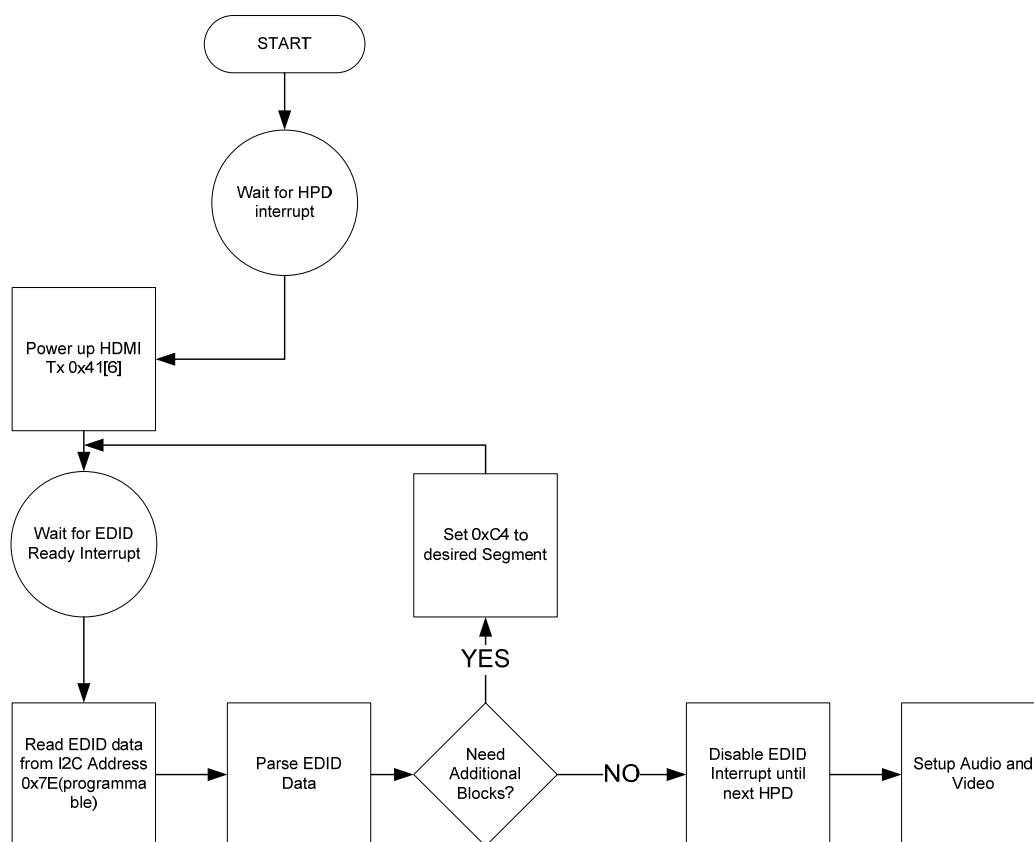 START
Wait for HPD
interrupt
Power up HDMI
Tx 0x41[6]
Wait for EDID
Ready Interrupt
Set 0xC4 to
desired Segment
YES
Read EDID data
from I2C Address
0x7E(programma
ble)
Parse EDID
Data
Need
Additional
Blocks?
NO
Disable EDID
Interrupt until
next HPD
Setup Audio and
Video